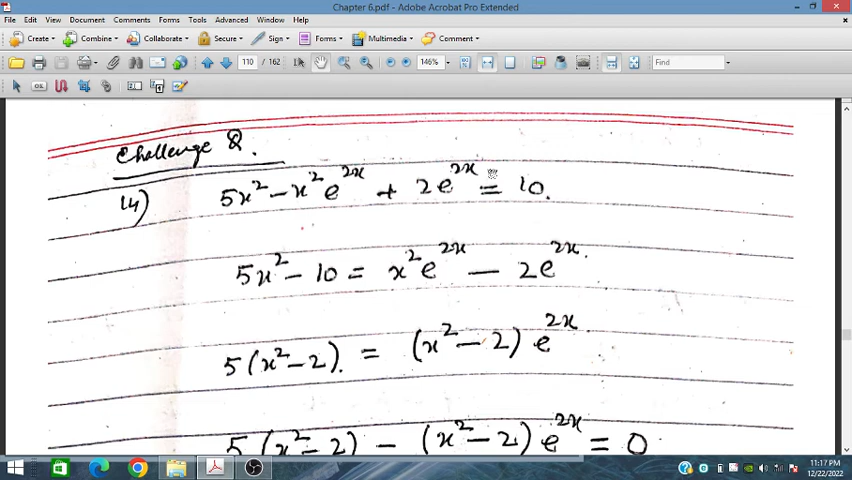 Chapter 6.pdf - Adobe Acrobat Pro Extended
File Edit View Document Comments Forms Tools Advanced Window Help
Create Combine Collaborate Secure Sign Forms Multimedia Comment
110 / 162 146% Find
Challenge Q.
14) 5x² - x²e^{2x} + 2e^{2x} = 10.
5x² - 10 = x²e^{2x} - 2e^{2x}.
5(x² - 2). = (x² - 2) e^{2x}.
5(x² - 2) - (x² - 2) e^{2x} = 0.
11:17 PM
12/22/2022